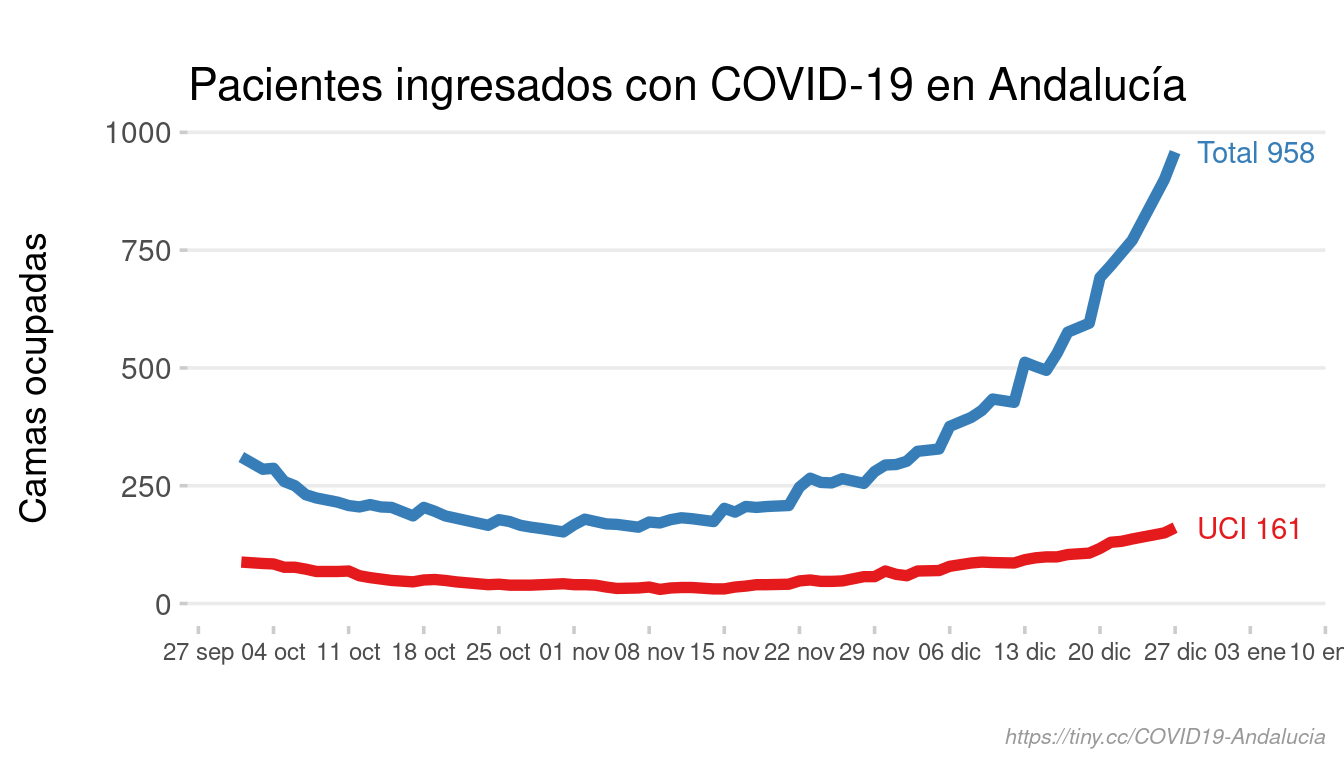 Pacientes ingresados con COVID-19 en Andalucía
Camas ocupadas
1000
750
500
250
0
Total 958
UCI 161
27 sep 04 oct 11 oct 18 oct 25 oct 01 nov 08 nov 15 nov 22 nov 29 nov 06 dic 13 dic 20 dic 27 dic 03 ene 10 en
https://tiny.cc/COVID19-Andalucia